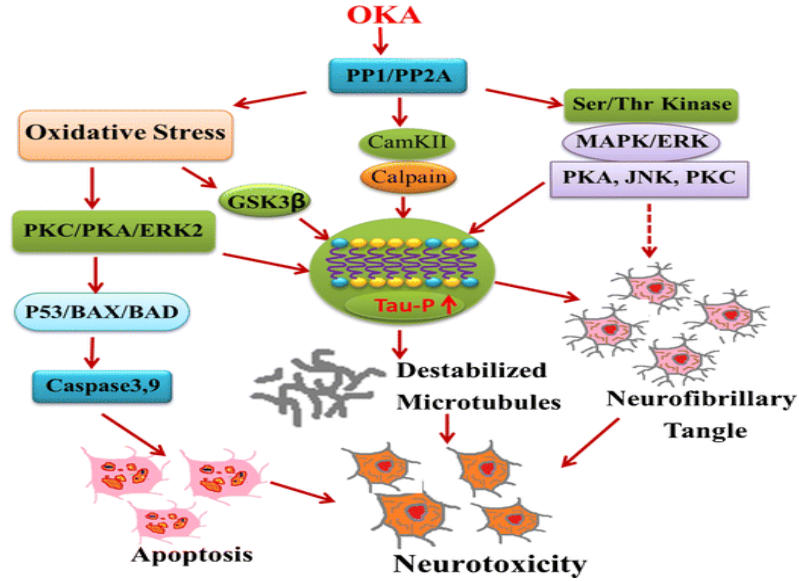 OKA
PP1/PP2A
Oxidative Stress
CamKII
Calpain
Ser/Thr Kinase
MAPK/ERK
PKA, JNK, PKC
GSK3β
PKC/PKA/ERK2
Tau-P
P53/BAX/BAD
Caspase3,9
Destabilized
Microtubules
Neurofibrillary
Tangle
Apoptosis
Neurotoxicity